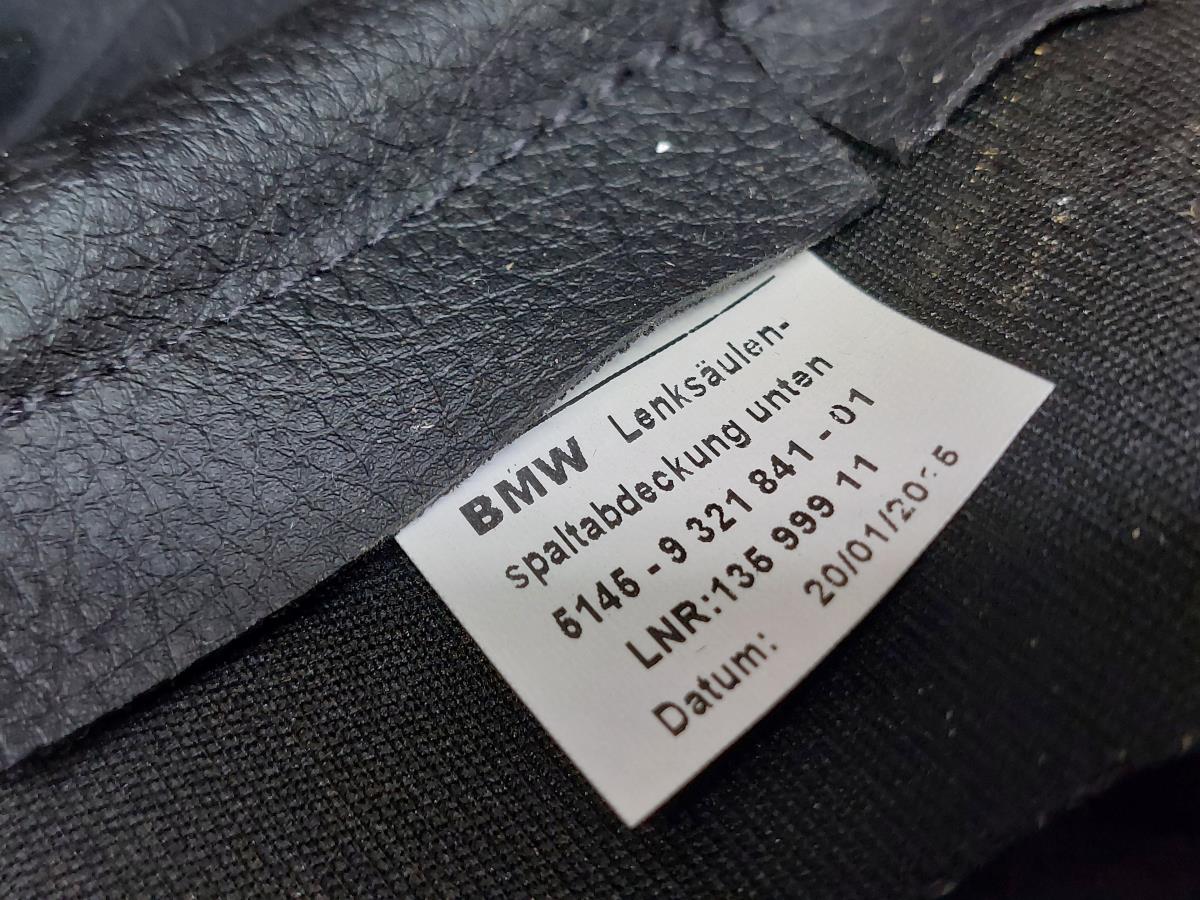 BMW Lenksäulen-
spaltabdeckung unten
5145 - 9 321 841 - 01
LNR:135 999 11
Datum: